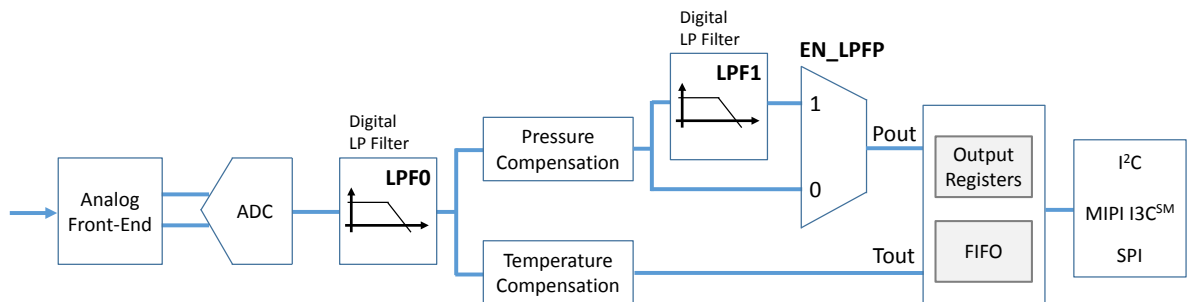 Digital
LP Filter
EN_LPFP
LPF1
1
0
Digital
LP Filter
LPF0
Pressure
Compensation
Pout
Analog
Front-End
ADC
Output
Registers
I²C
MIPI I3Cˢᴹ
SPI
Temperature
Compensation
Tout
FIFO